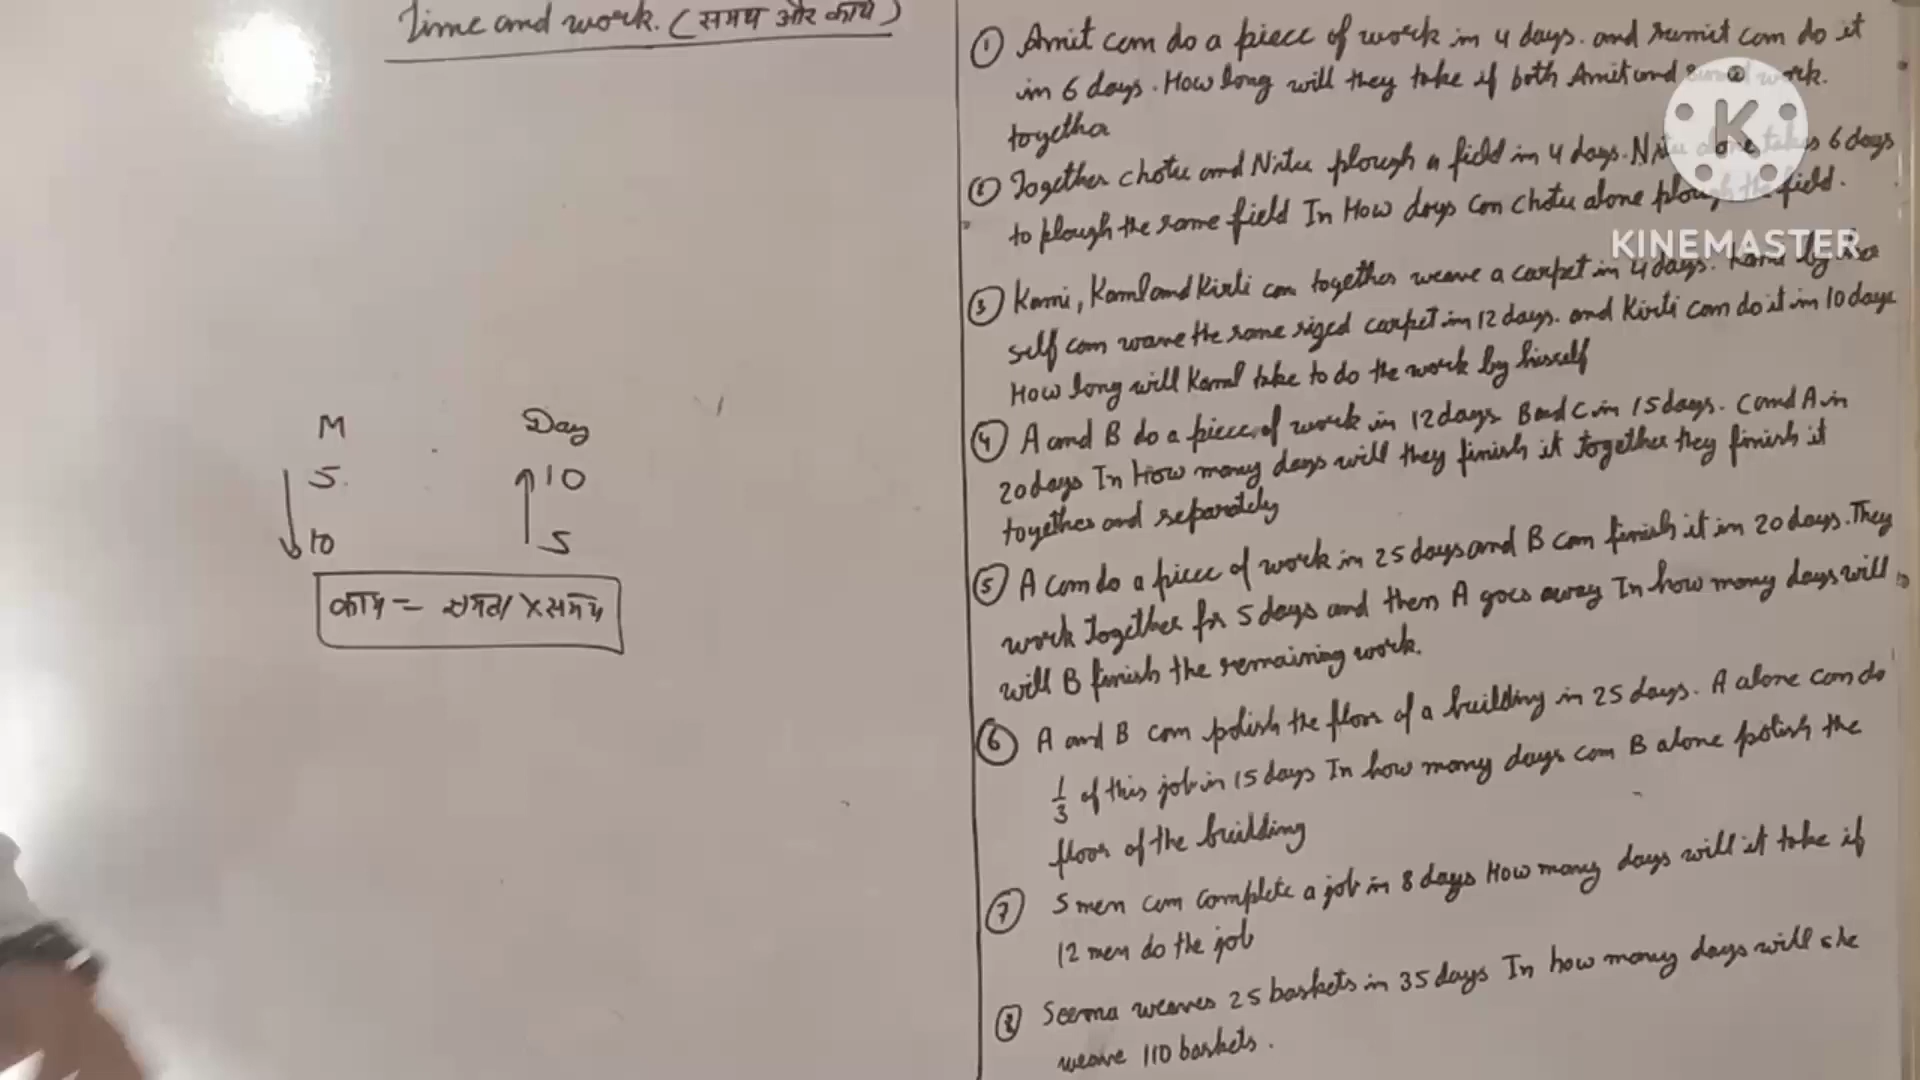 Time and work. (समय और कार्य)
M Day
5 10
10 5
कार्य = क्षमता × समय
① Amit can do a piece of work in 4 days. and sumit can do it
in 6 days. How long will they take if both Amit and work.
together
② Together chotu and Nitu plough a field in 4 days. Nitu alone takes 6 days
to plough the same field In How days can chotu alone plough the field.
③ Kami, Kaml and Kirti can together weave a carpet in 4 days. by
self can wave the same sized carpet in 12 days. and Kirti can do it in 10 days
How long will Kamal take to do the work by hisself
④ A and B do a piece of work in 12 days B and C in 15 days. C and A in
20 days In How many days will they finish it together they finish it
together and separately
⑤ A can do a piece of work in 25 days and B can finish it in 20 days. They
work together for 5 days and then A goes away In how many days will
will B finish the remaining work.
⑥ A and B can polish the floor of a building in 25 days. A alone can do
1/3 of this job in 15 days In how many days can B alone polish the
floor of the building
⑦ 5 men can complete a job in 8 days How many days will it take if
12 men do the job
⑧ Seema weaves 25 baskets in 35 days In how many days will she
weave 110 baskets.
K
KINEMASTER